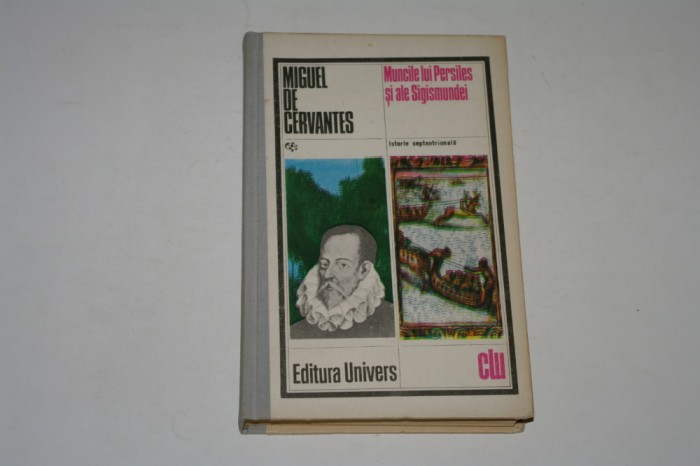 MIGUEL
DE
CERVANTES
Muncile lui Persiles
și ale Sigismundei
Istorie septentrională
Editura Univers
clu